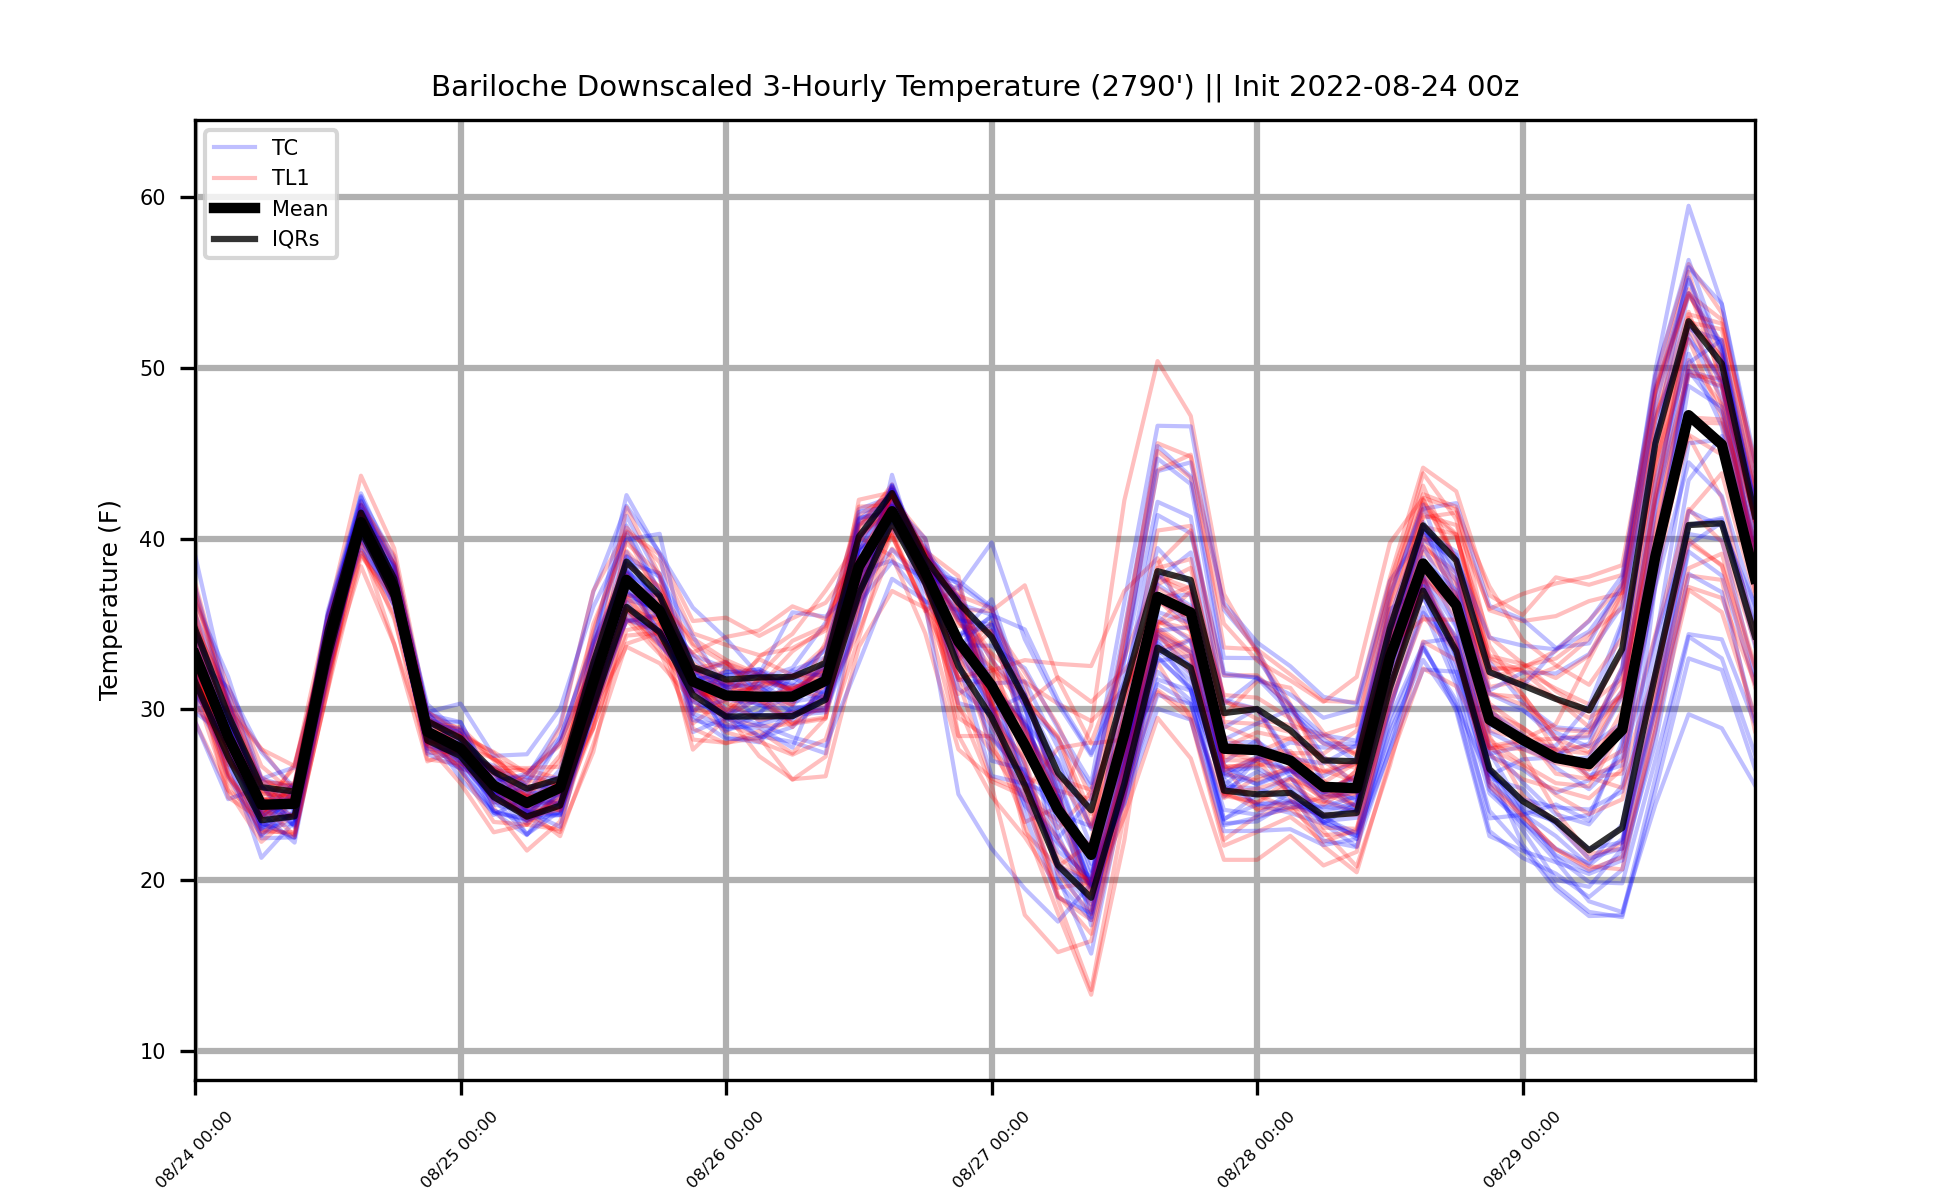 Bariloche Downscaled 3-Hourly Temperature (2790') || Init 2022-08-24 00z
TC
TL1
Mean
IQRs
Temperature (F)
60
50
40
30
20
10
08/24 00:00
08/25 00:00
08/26 00:00
08/27 00:00
08/28 00:00
08/29 00:00